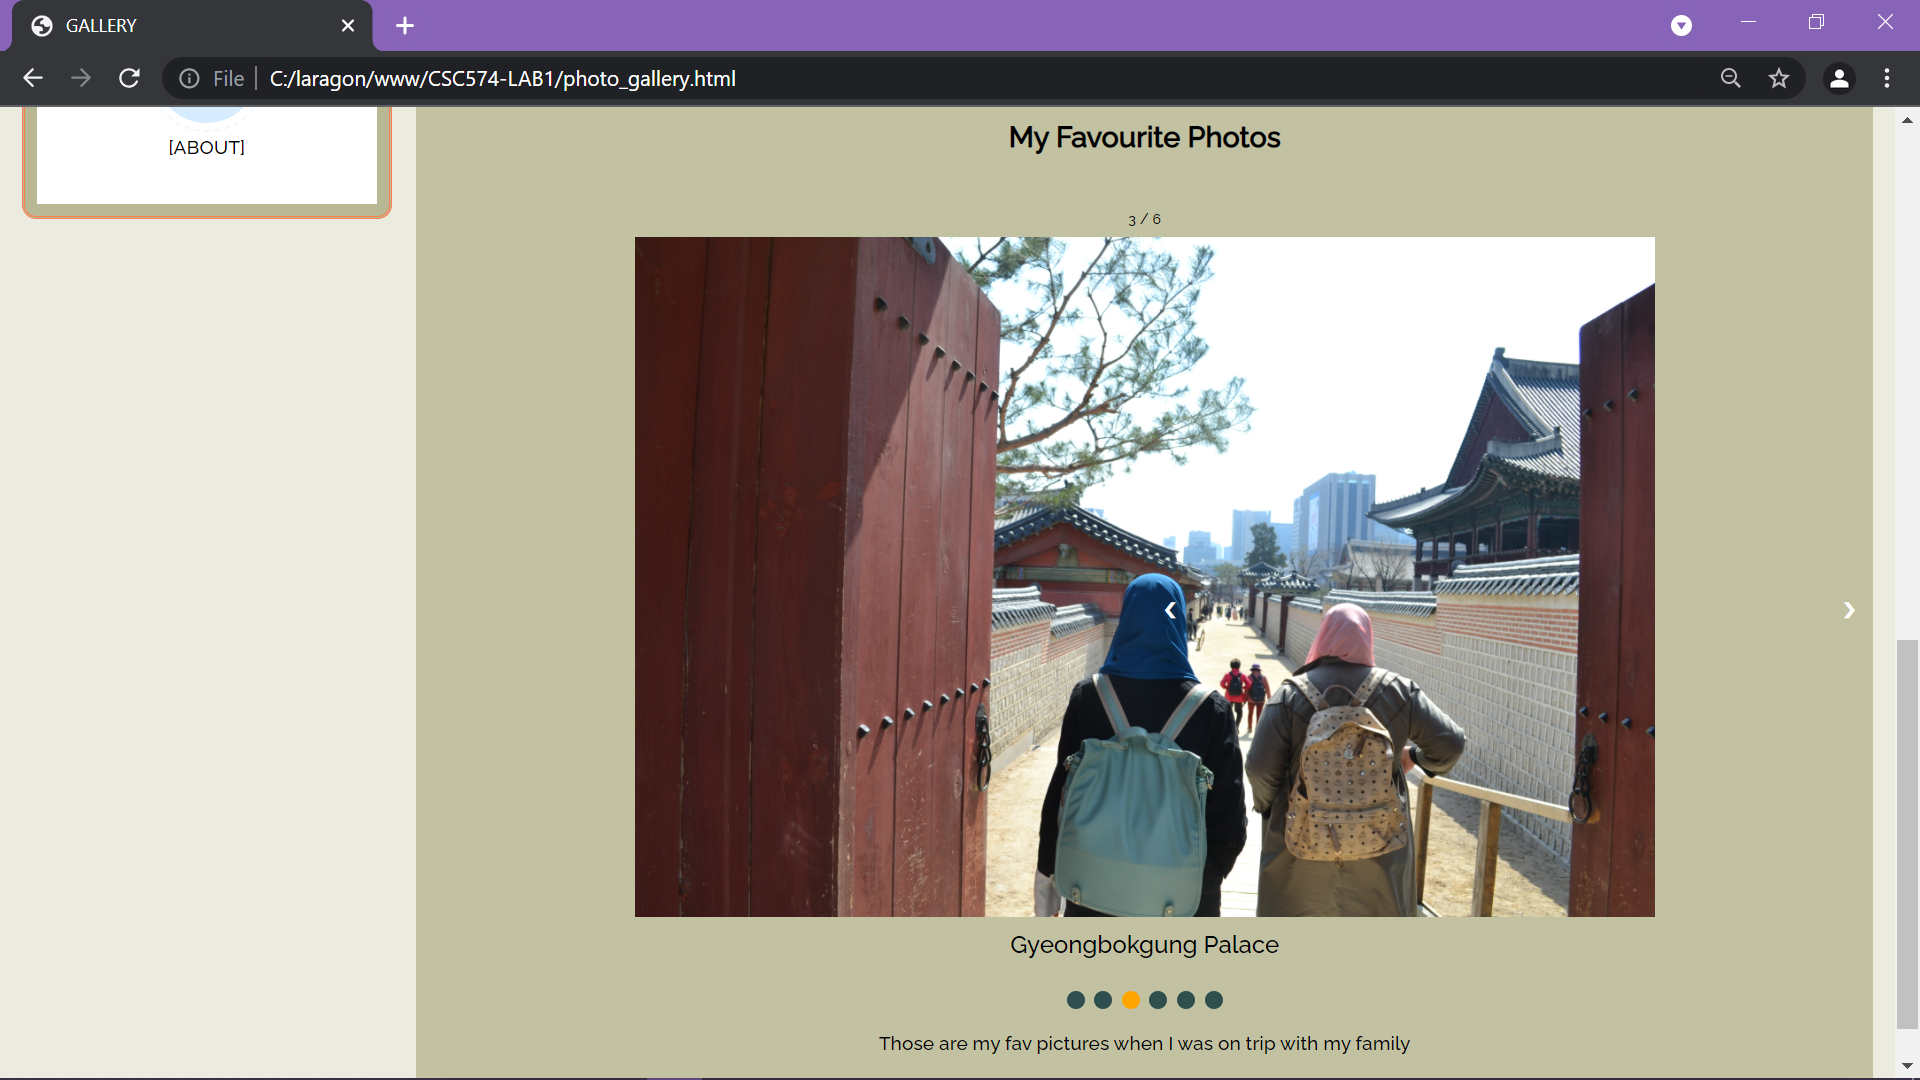 GALLERY
File
C:/laragon/www/CSC574-LAB1/photo_gallery.html
[ABOUT]
My Favourite Photos
3 / 6
Gyeongbokgung Palace
Those are my fav pictures when I was on trip with my family